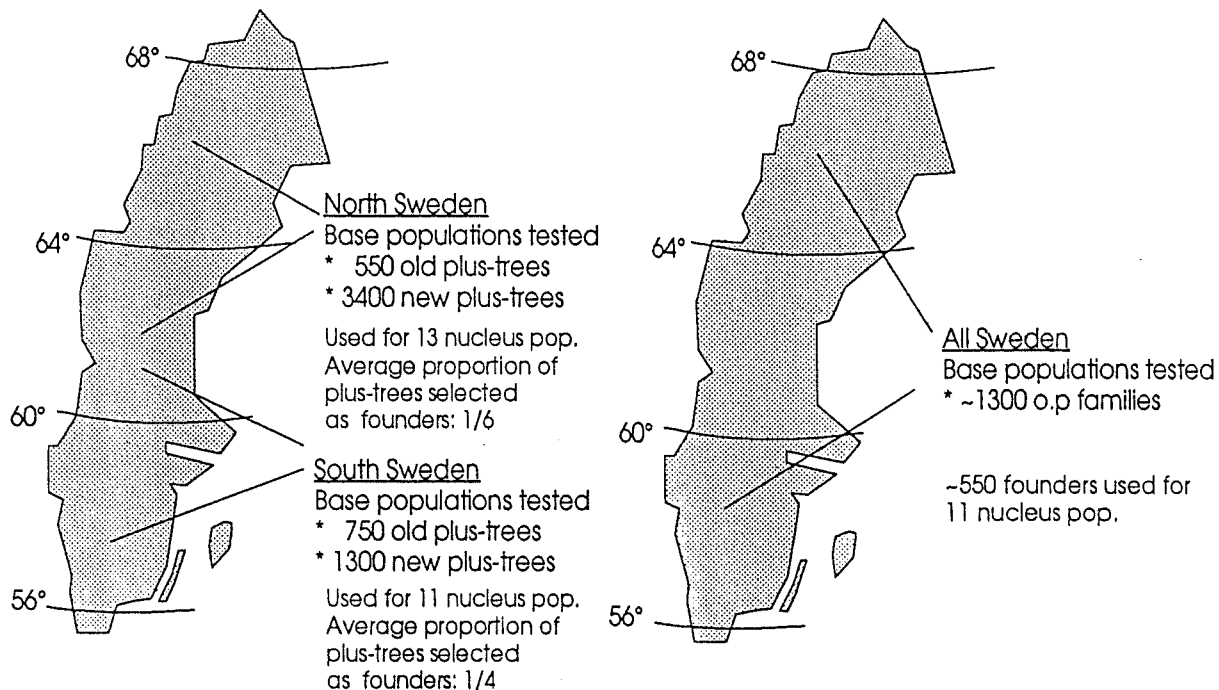 68°
64°
60°
56°
North Sweden
Base populations tested
* 550 old plus-trees
* 3400 new plus-trees
Used for 13 nucleus pop.
Average proportion of
plus-trees selected
as founders: 1/6
South Sweden
Base populations tested
* 750 old plus-trees
* 1300 new plus-trees
Used for 11 nucleus pop.
Average proportion of
plus-trees selected
as founders: 1/4
68°
64°
60°
56°
All Sweden
Base populations tested
* ~1300 o.p families
~550 founders used for
11 nucleus pop.